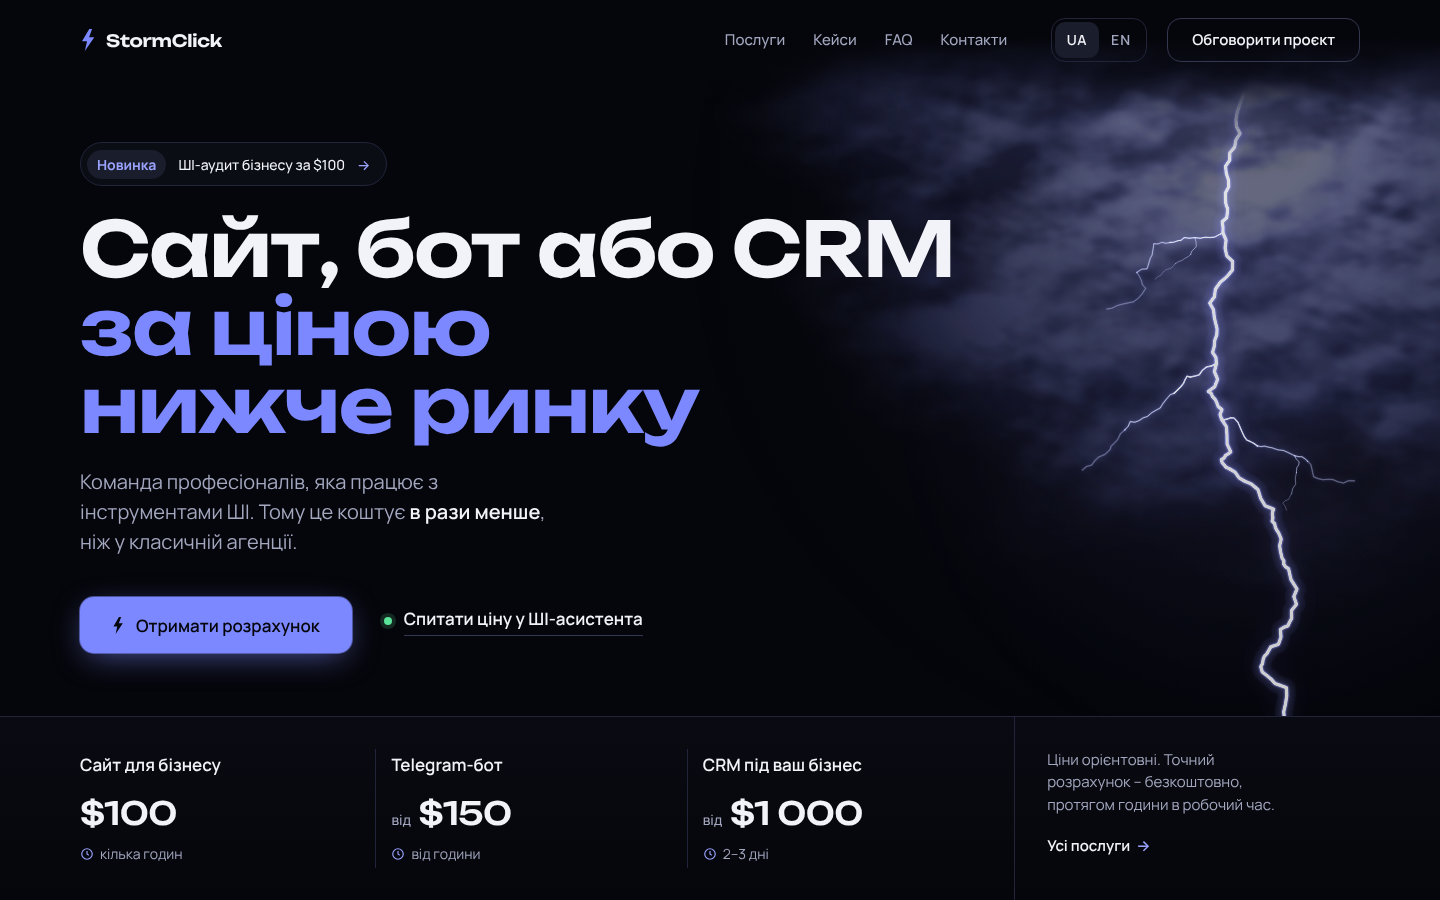 StormClick
Послуги Кейси FAQ Контакти UA EN Обговорити проєкт
Новинка ШІ-аудит бізнесу за $100 →
Сайт, бот або CRM
за ціною
нижче ринку
Команда професіоналів, яка працює з
інструментами ШІ. Тому це коштує в рази менше,
ніж у класичній агенції.
Отримати розрахунок
Спитати ціну у ШІ-асистента
Сайт для бізнесу
$100
кілька годин
Telegram-бот
від $150
від години
CRM під ваш бізнес
від $1 000
2–3 дні
Ціни орієнтовні. Точний
розрахунок – безкоштовно,
протягом години в робочий час.
Усі послуги →